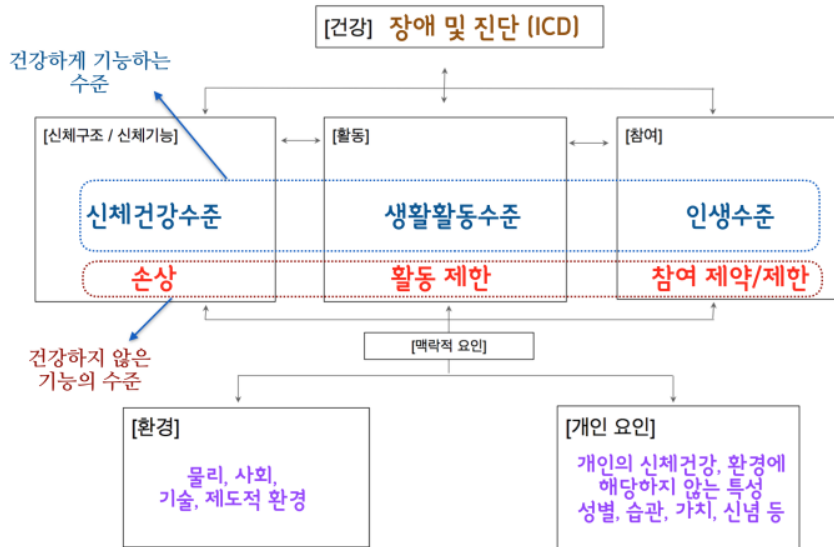 [건강] 장애 및 진단 (ICD)
건강하게 기능하는
수준
[신체구조 / 신체기능]
[활동]
[참여]
신체건강수준
생활활동수준
인생수준
손상
활동 제한
참여 제약/제한
건강하지 않은
기능의 수준
[맥락적 요인]
[환경]
물리, 사회,
기술, 제도적 환경
[개인 요인]
개인의 신체건강, 환경에
해당하지 않는 특성
성별, 습관, 가치, 신념 등